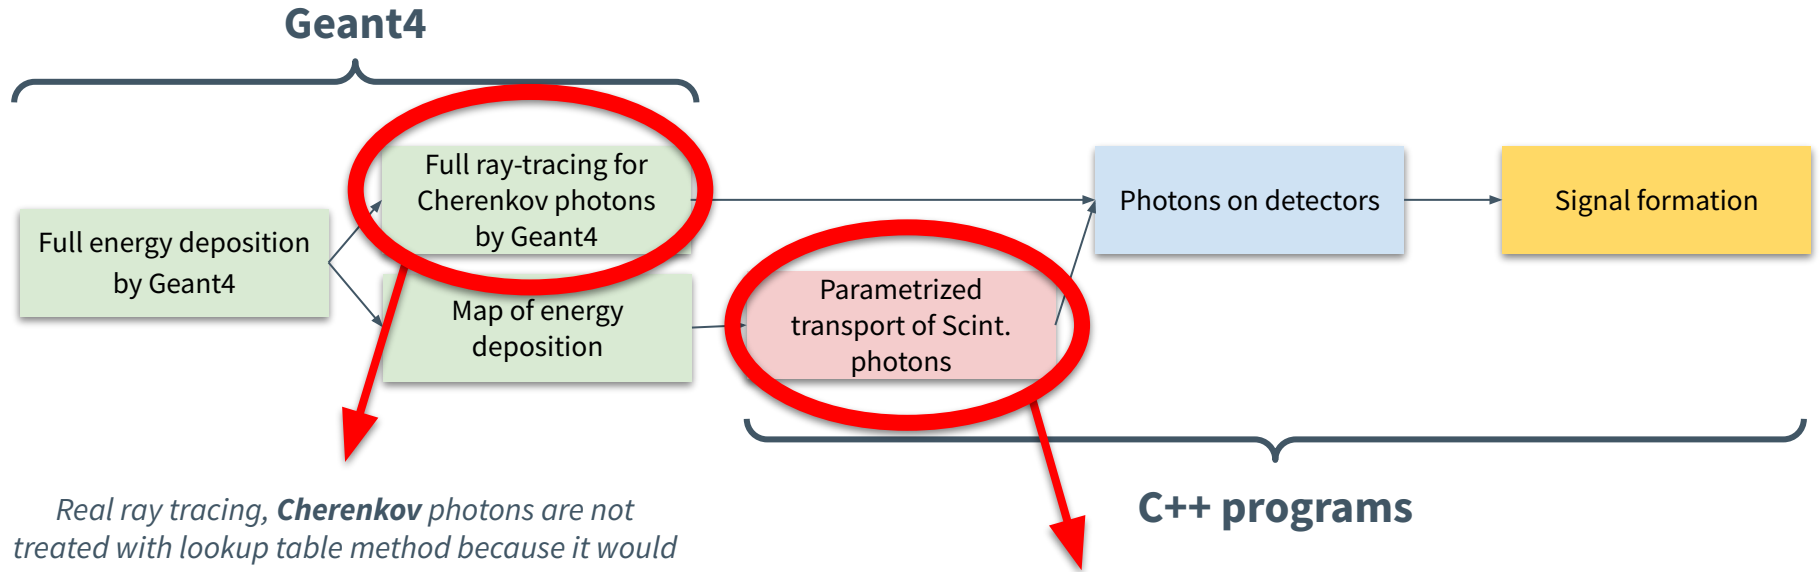 Geant4
Full energy deposition
by Geant4
Full ray-tracing for
Cherenkov photons
by Geant4
Map of energy
deposition
Parametrized
transport of Scint.
photons
Photons on detectors
Signal formation
Real ray tracing, Cherenkov photons are not
treated with lookup table method because it would
C++ programs